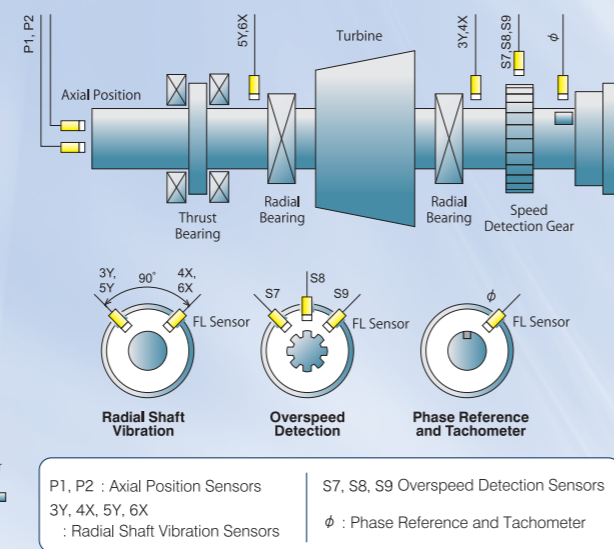 P1, P2
5Y,6X
Turbine
3Y,4X
S7,S8,S9
ϕ
Axial Position
Thrust
Bearing
Radial
Bearing
Radial
Bearing
Speed
Detection Gear
3Y,
5Y
90°
4X,
6X
FL Sensor
Radial Shaft
Vibration
S7
S8
S9
FL Sensor
Overspeed
Detection
ϕ
FL Sensor
Phase Reference
and Tachometer
P1, P2 : Axial Position Sensors
3Y, 4X, 5Y, 6X
: Radial Shaft Vibration Sensors
S7, S8, S9 Overspeed Detection Sensors
ϕ : Phase Reference and Tachometer